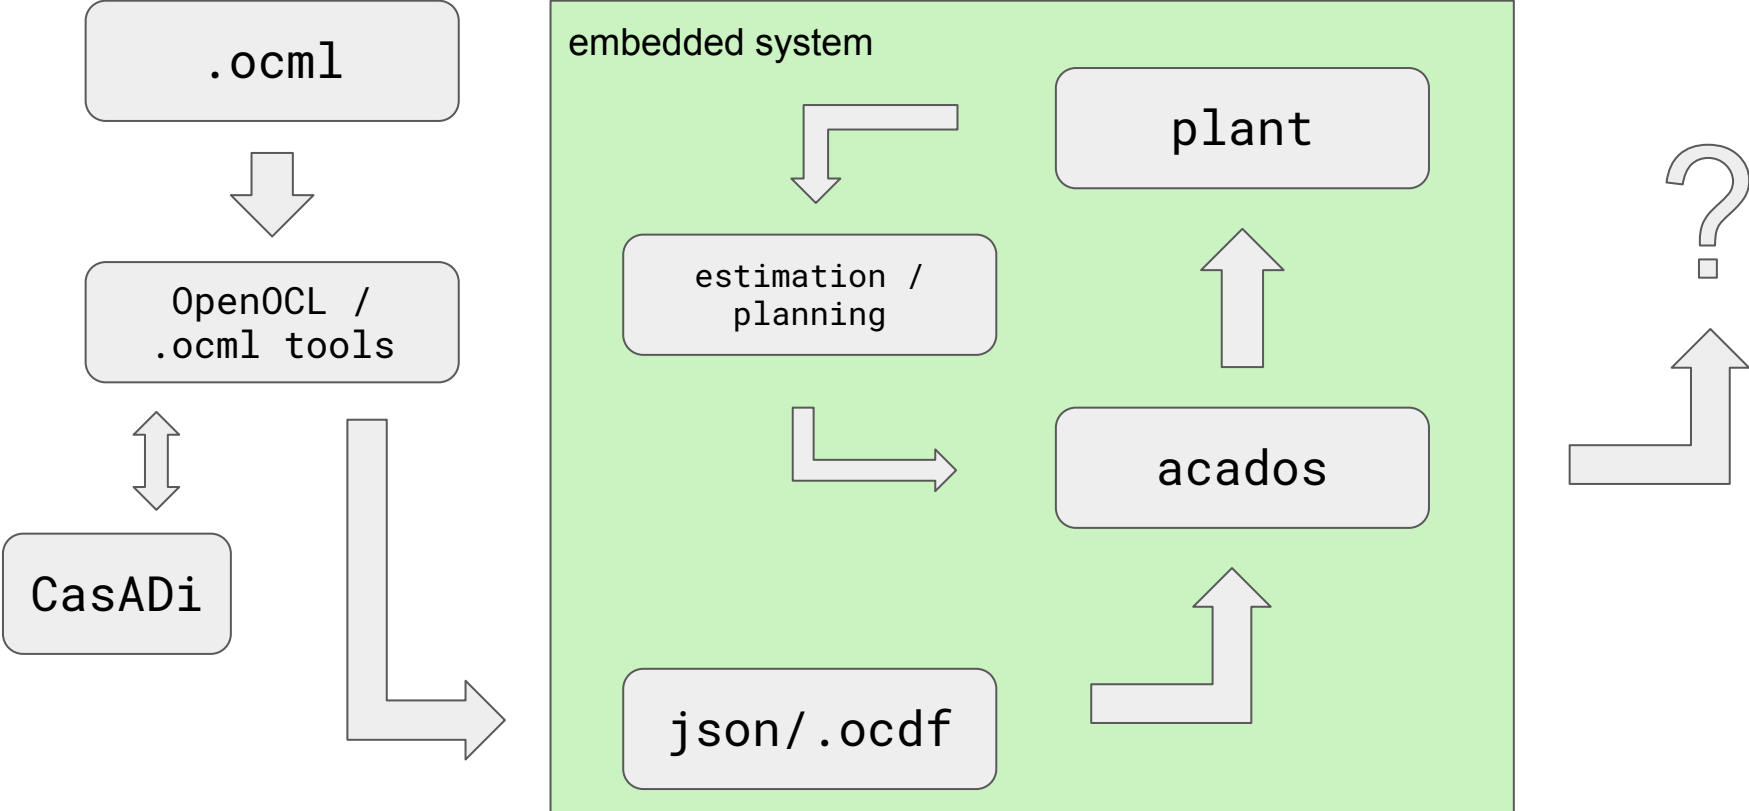 .ocml
OpenOCL /
.ocml tools
CasADi
embedded system
plant
estimation /
planning
acados
json/.ocdf
?